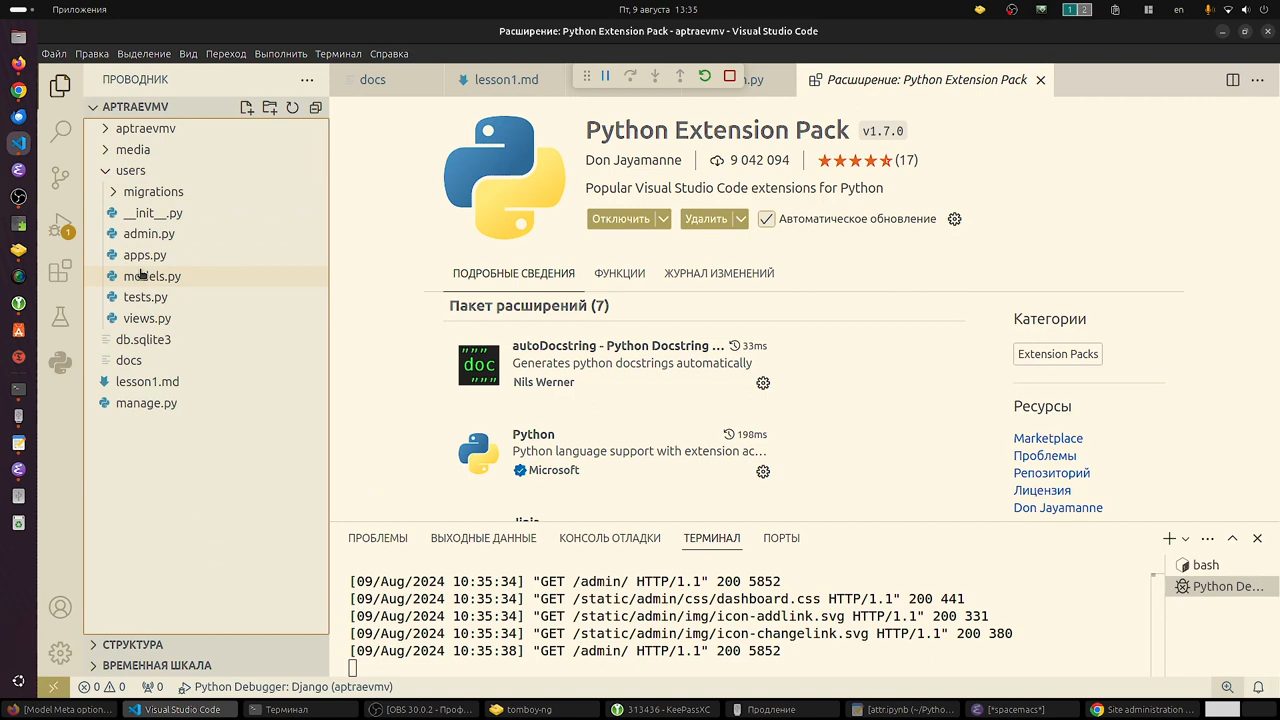 Приложения
Пт, 9 августа 13:35
1 2
en
Расширение: Python Extension Pack - aptraevmv - Visual Studio Code
Файл Правка Выделение Вид Переход Выполнить Терминал Справка
ПРОВОДНИК
docs
lesson1.md
Расширение: Python Extension Pack
APTRAEVMV
aptraevmv
media
users
migrations
__init__.py
admin.py
apps.py
models.py
tests.py
views.py
db.sqlite3
docs
lesson1.md
manage.py
СТРУКТУРА
ВРЕМЕННАЯ ШКАЛА
1
Python Extension Pack v1.7.0
Don Jayamanne 9 042 094 (17)
Popular Visual Studio Code extensions for Python
Отключить Удалить Автоматическое обновление
ПОДРОБНЫЕ СВЕДЕНИЯ ФУНКЦИИ ЖУРНАЛ ИЗМЕНЕНИЙ
Пакет расширений (7)
""" doc """
autoDocstring - Python Docstring ... 33ms
Generates python docstrings automatically
Nils Werner
Python 198ms
Python language support with extension ac...
Microsoft
Категории
Extension Packs
Ресурсы
Marketplace
Проблемы
Репозиторий
Лицензия
Don Jayamanne
ПРОБЛЕМЫ ВЫХОДНЫЕ ДАННЫЕ КОНСОЛЬ ОТЛАДКИ ТЕРМИНАЛ ПОРТЫ
[09/Aug/2024 10:35:34] "GET /admin/ HTTP/1.1" 200 5852
[09/Aug/2024 10:35:34] "GET /static/admin/css/dashboard.css HTTP/1.1" 200 441
[09/Aug/2024 10:35:34] "GET /static/admin/img/icon-addlink.svg HTTP/1.1" 200 331
[09/Aug/2024 10:35:34] "GET /static/admin/img/icon-changelink.svg HTTP/1.1" 200 380
[09/Aug/2024 10:35:38] "GET /admin/ HTTP/1.1" 200 5852
bash
Python De...
0 0 0 Python Debugger: Django (aptraevmv)
[Model Meta option... Visual Studio Code Терминал [OBS 30.0.2 - Проф... tomboy-ng 313436 - KeePassXC Продление [attr.ipynb (~/Pytho... [*spacemacs*] Site administration ...